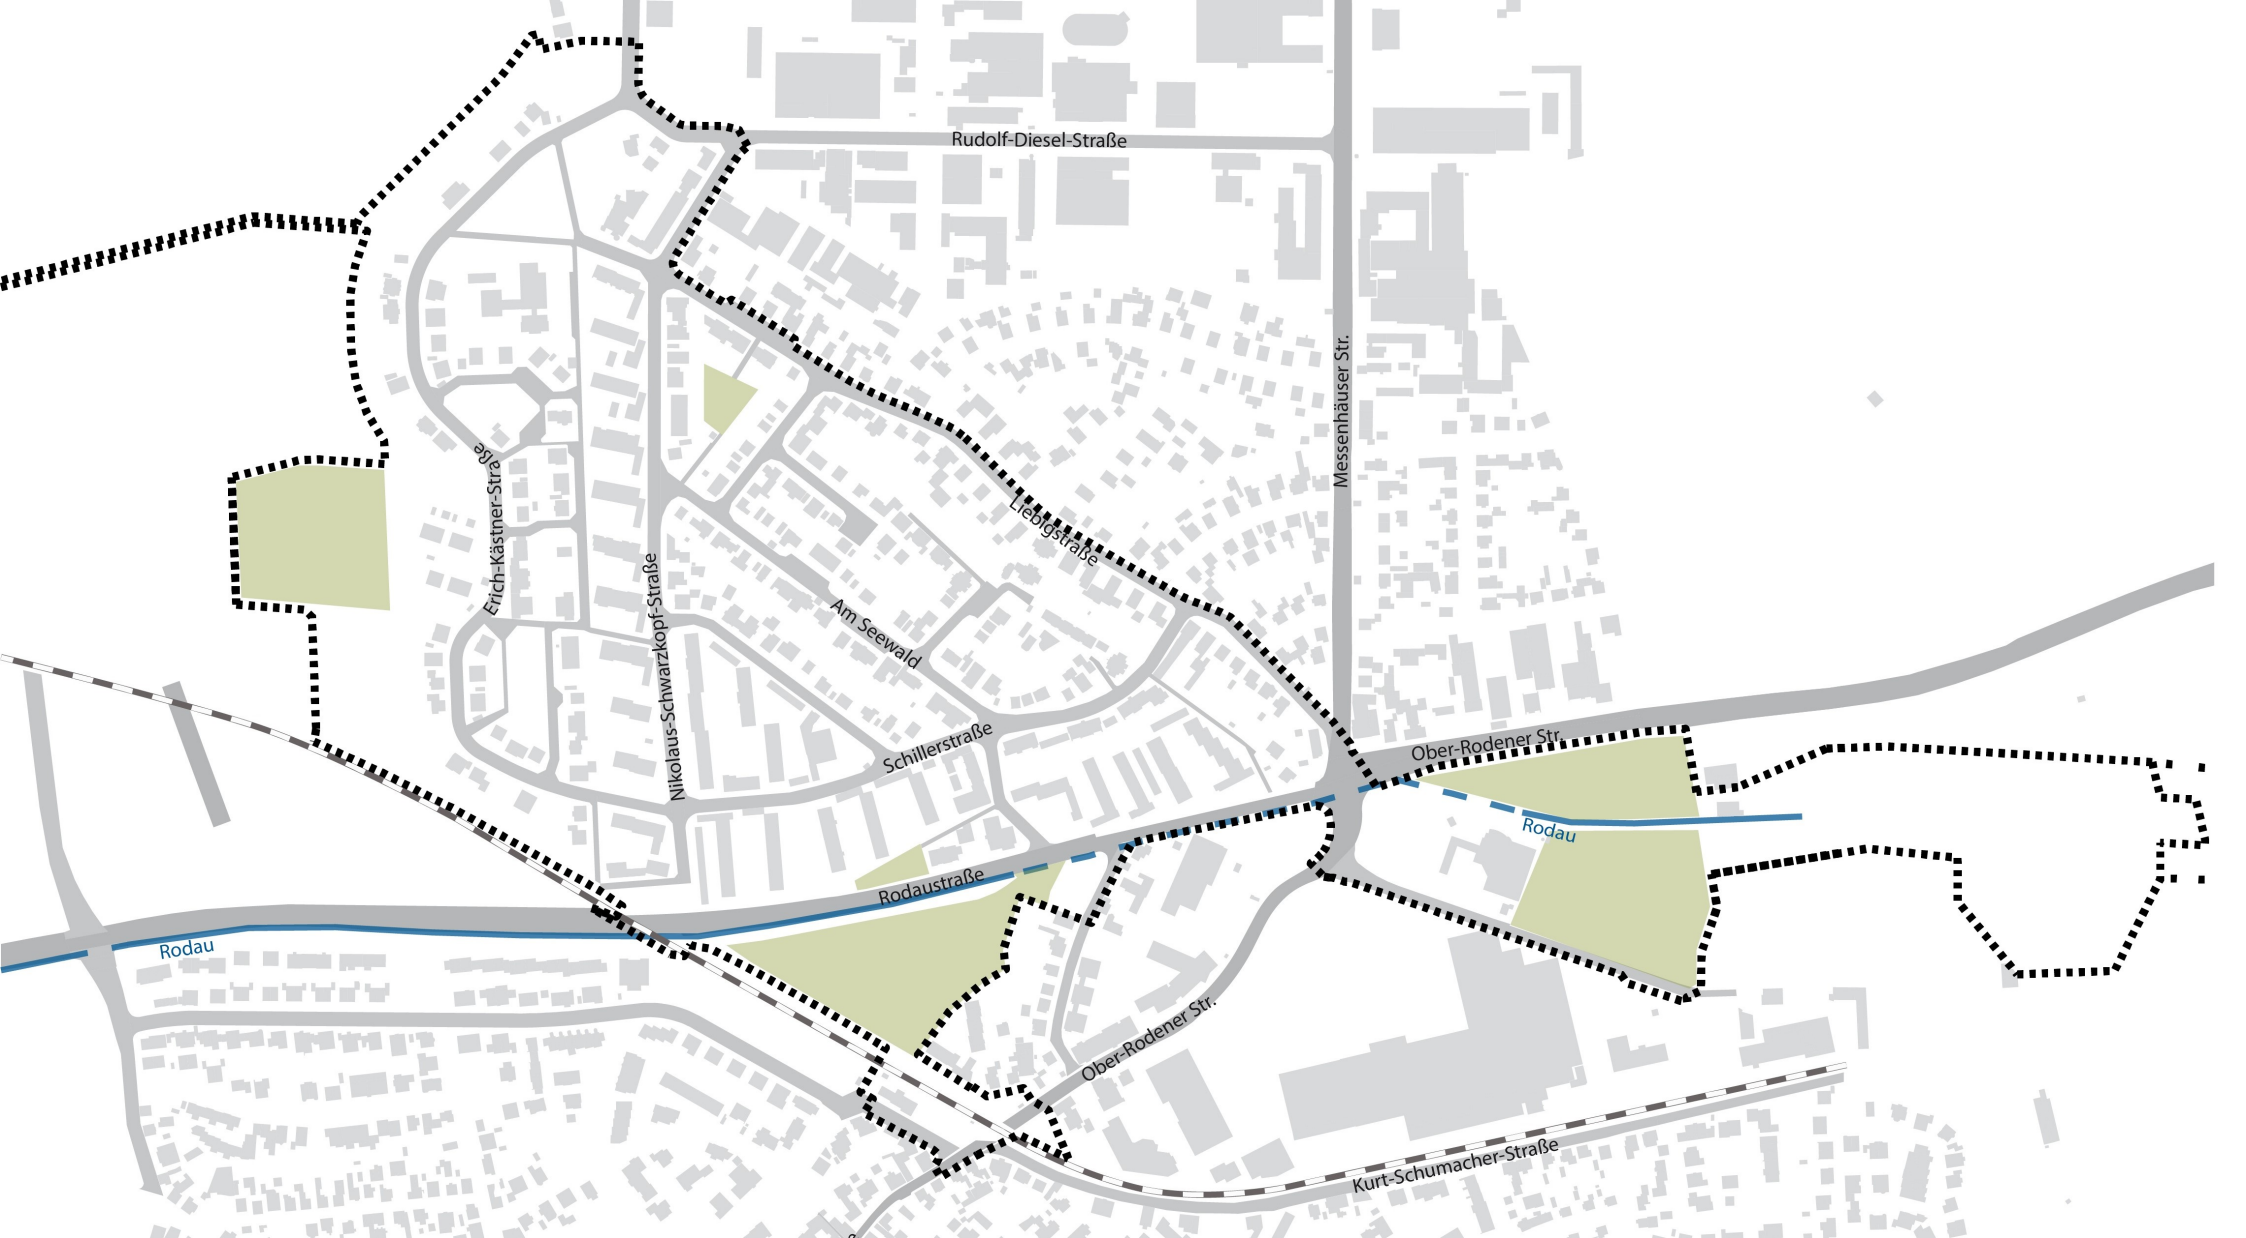 Rudolf-Diesel-Straße
Messenhäuser Str.
Erich-Kästner-Straße
Liebigstraße
Nikolaus-Schwarzkopf-Straße
Am Seewald
Schillerstraße
Ober-Rodener Str.
Rodau
Rodaustraße
Rodau
Ober-Rodener Str.
Kurt-Schumacher-Straße